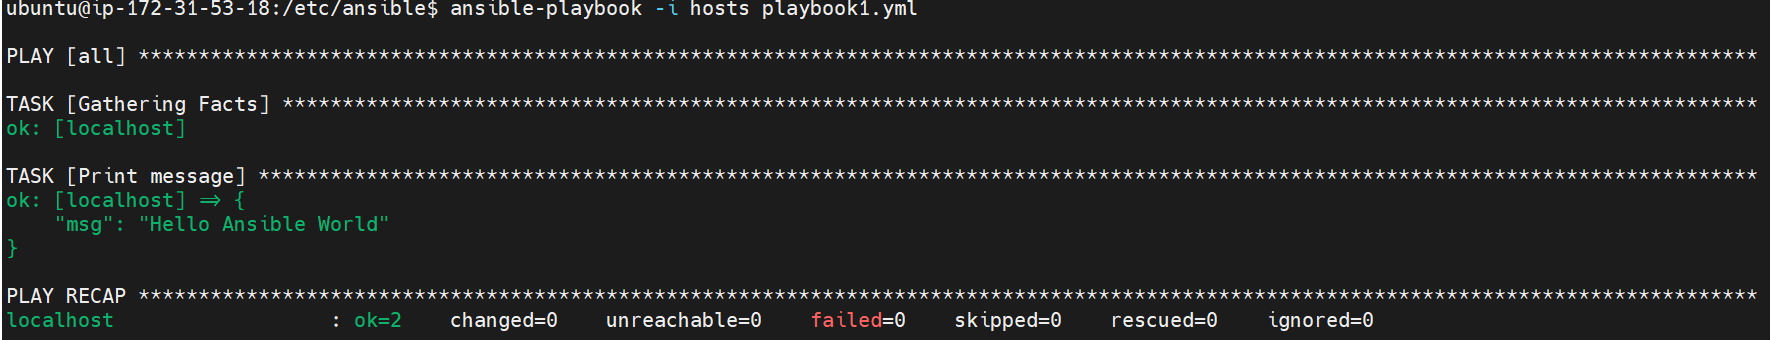 ubuntu@ip-172-31-53-18:/etc/ansible$ ansible-playbook -i hosts playbook1.yml
PLAY [all] ***************************************************************************************************************************************
TASK [Gathering Facts] ***************************************************************************************************************************
ok: [localhost]
TASK [Print message] *****************************************************************************************************************************
ok: [localhost] => {
    "msg": "Hello Ansible World"
}
PLAY RECAP ***************************************************************************************************************************************
localhost                  : ok=2    changed=0    unreachable=0    failed=0    skipped=0    rescued=0    ignored=0